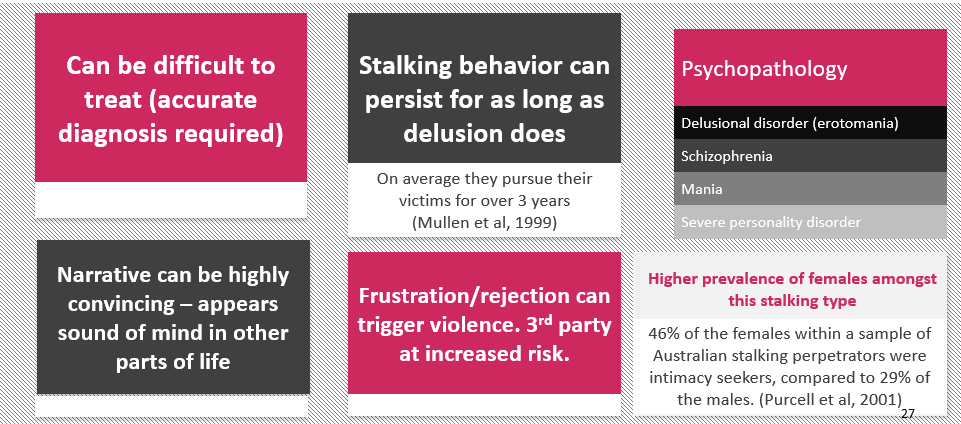 Can be difficult to
treat (accurate
diagnosis required)
Stalking behavior can
persist for as long as
delusion does
On average they pursue their
victims for over 3 years
(Mullen et al, 1999)
Psychopathology
Delusional disorder (erotomania)
Schizophrenia
Mania
Severe personality disorder
Narrative can be highly
convincing – appears
sound of mind in other
parts of life
Frustration/rejection can
trigger violence. 3rd party
at increased risk.
Higher prevalence of females amongst
this stalking type
46% of the females within a sample of
Australian stalking perpetrators were
intimacy seekers, compared to 29% of
the males. (Purcell et al, 2001)
27